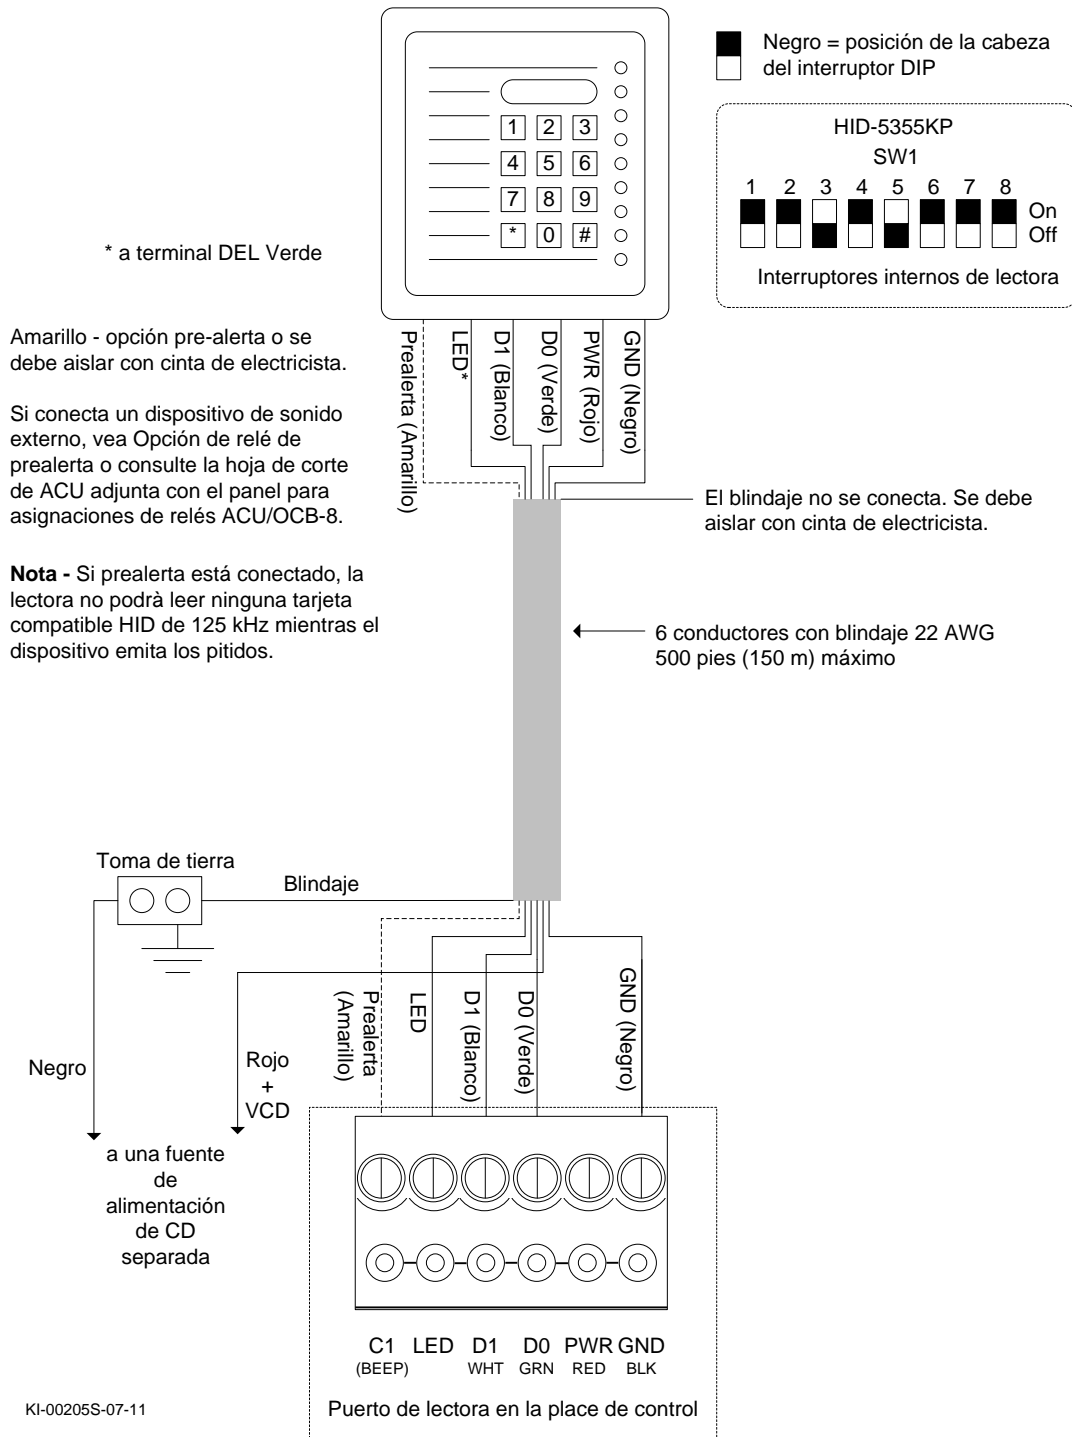 Negro = posición de la cabeza
del interruptor DIP
HID-5355KP
SW1
1 2 3 4 5 6 7 8
On
Off
Interruptores internos de lectora
1 2 3
4 5 6
7 8 9
* 0 #
* a terminal DEL Verde
Amarillo - opción pre-alerta o se
debe aislar con cinta de electricista.
Si conecta un dispositivo de sonido
externo, vea Opción de relé de
prealerta o consulte la hoja de corte
de ACU adjunta con el panel para
asignaciones de relés ACU/OCB-8.
Nota - Si prealerta está conectado, la
lectora no podrà leer ninguna tarjeta
compatible HID de 125 kHz mientras el
dispositivo emita los pitidos.
Prealerta (Amarillo)
LED*
D1 (Blanco)
D0 (Verde)
PWR (Rojo)
GND (Negro)
El blindaje no se conecta. Se debe
aislar con cinta de electricista.
6 conductores con blindaje 22 AWG
500 pies (150 m) máximo
Toma de tierra
Blindaje
Negro
Rojo
+
VCD
a una fuente
de
alimentación
de CD
separada
Prealerta
(Amarillo)
LED
D1 (Blanco)
D0 (Verde)
GND (Negro)
C1 LED D1 D0 PWR GND
(BEEP) WHT GRN RED BLK
Puerto de lectora en la place de control
KI-00205S-07-11